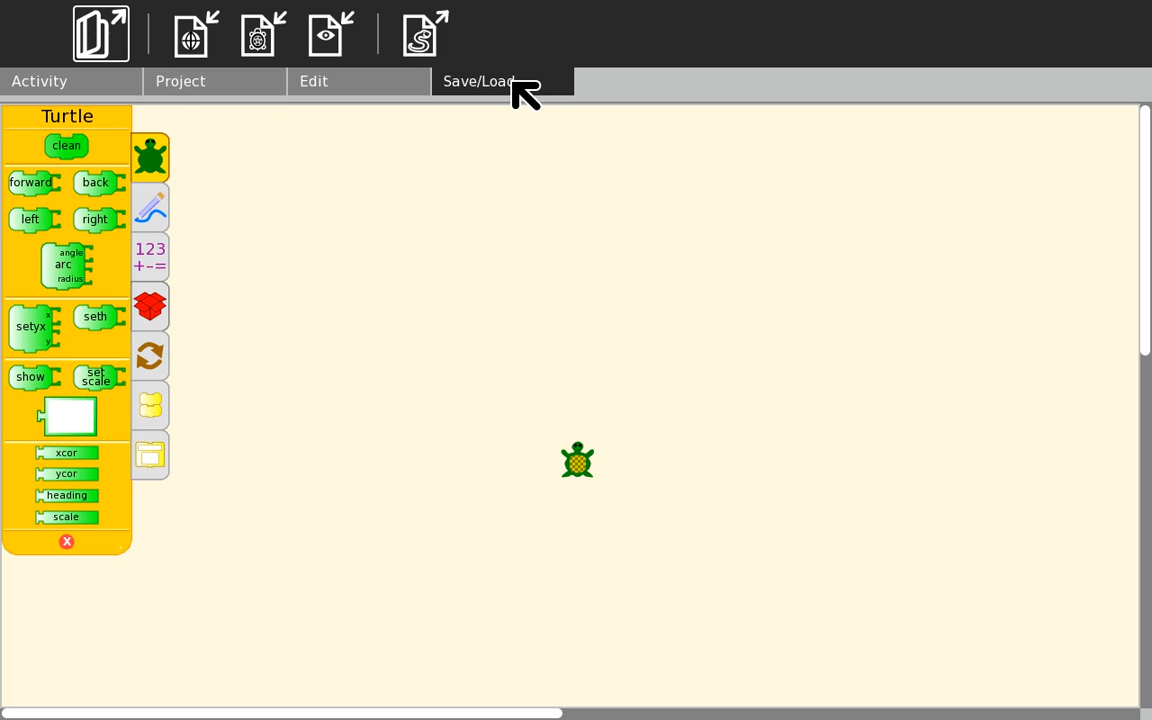 Activity
Project
Edit
Save/Load
Turtle
clean
forward
back
left
right
angle
arc
radius
x
setyx
y
seth
show
set
scale
xcor
ycor
heading
scale
X
123
+-=